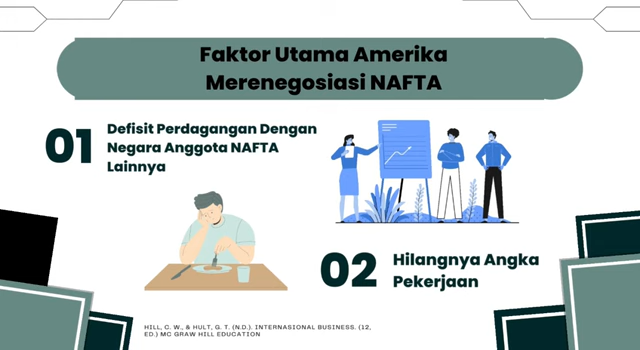 Faktor Utama Amerika
Merenegosiasi NAFTA
01
Defisit Perdagangan Dengan
Negara Anggota NAFTA
Lainnya
02
Hilangnya Angka
Pekerjaan
HILL, C. W., & HULT, G. T. (N.D.). INTERNASIONAL BUSINESS. (12,
ED.) MC GRAW HILL EDUCATION